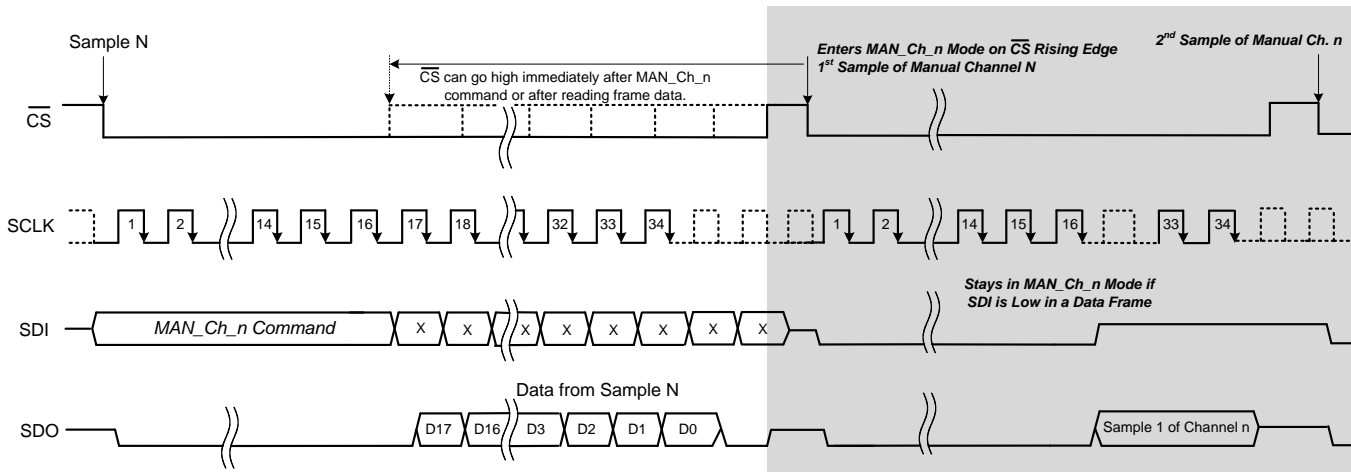 Sample N
Enters MAN_Ch_n Mode on CS Rising Edge
1st Sample of Manual Channel N
2nd Sample of Manual Ch. n
CS can go high immediately after MAN_Ch_n
command or after reading frame data.
CS
SCLK
1 2 14 15 16 17 18 32 33 34 1 2 14 15 16 33 34
Stays in MAN_Ch_n Mode if
SDI is Low in a Data Frame
SDI
MAN_Ch_n Command
X X X X X X X X
Data from Sample N
SDO
D17 D16 D3 D2 D1 D0
Sample 1 of Channel n